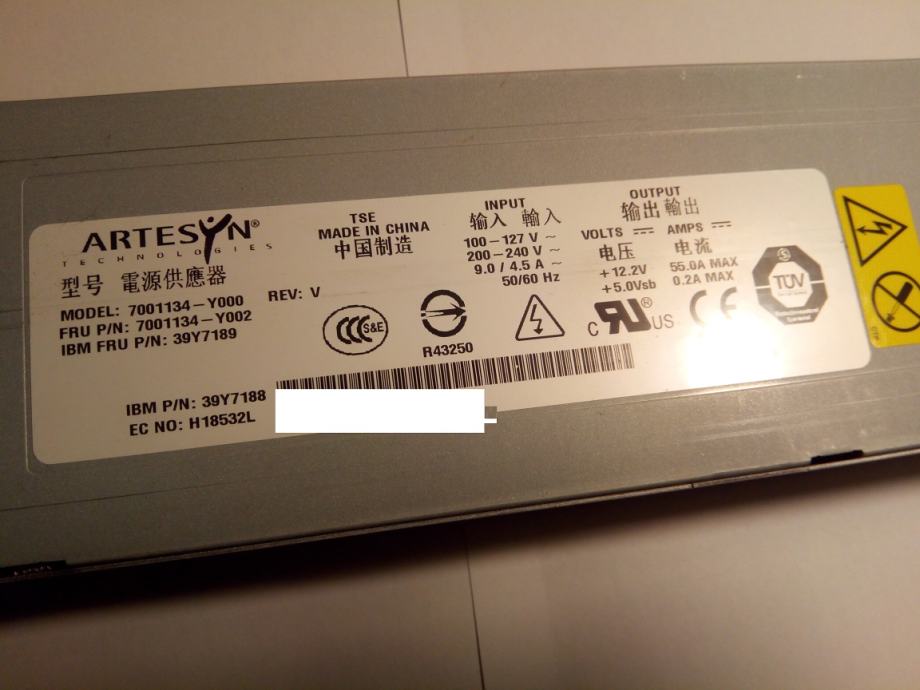 ARTESYN®
TECHNOLOGIES
型号 電源供應器
MODEL: 7001134-Y000
FRU P/N: 7001134-Y002
IBM FRU P/N: 39Y7189
REV: V
TSE
MADE IN CHINA
中国制造
INPUT
输入 輸入
100-127 V ~
200-240 V ~
9.0 / 4.5 A ~
50/60 Hz
OUTPUT
输出 輸出
VOLTS ⎓ AMPS ⎓
电压 电流
+12.2V 55.0A MAX
+5.0Vsb 0.2A MAX
CCC S&E
R43250
c RU® US
CE
TÜV
IBM P/N: 39Y7188
EC NO: H18532L